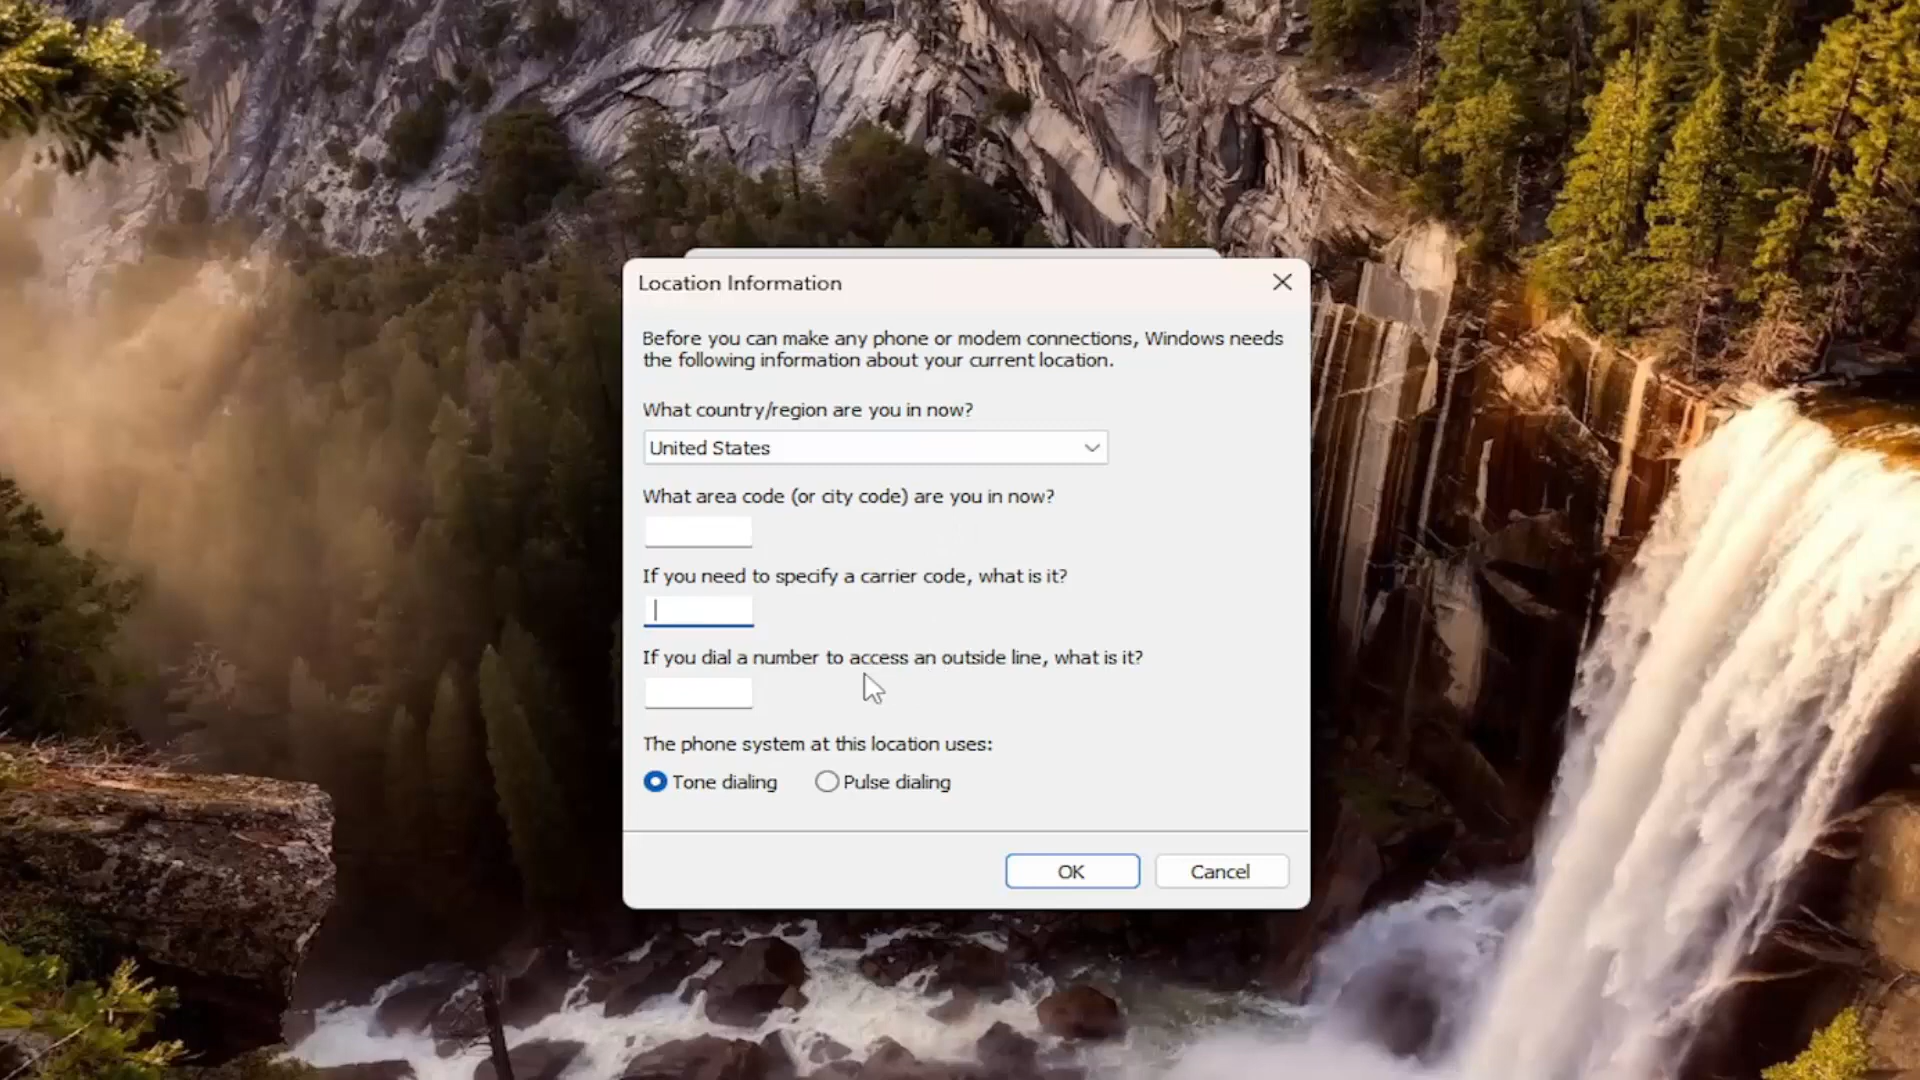 Location Information
Before you can make any phone or modem connections, Windows needs
the following information about your current location.
What country/region are you in now?
United States
What area code (or city code) are you in now?
If you need to specify a carrier code, what is it?
If you dial a number to access an outside line, what is it?
The phone system at this location uses:
Tone dialing Pulse dialing
OK Cancel